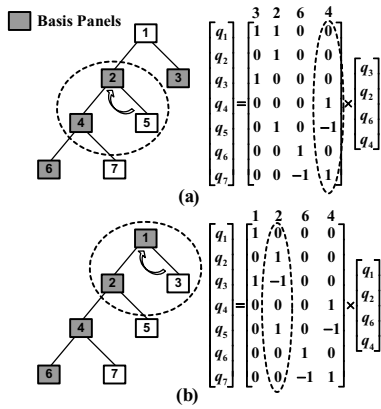 Basis Panels
1
2 3
4 5
6 7
3 2 6 4
q1 1 1 0 0
q2 0 1 0 0
q3 1 0 0 0
q4 = 0 0 0 1 ×
q5 0 1 0 −1
q6 0 0 1 0
q7 0 0 −1 1
q3
q2
q6
q4
(a)
1
2 3
4 5
6 7
1 2 6 4
q1 1 0 0 0
q2 0 1 0 0
q3 1 −1 0 0
q4 = 0 0 0 1 ×
q5 0 1 0 −1
q6 0 0 1 0
q7 0 0 −1 1
q1
q2
q6
q4
(b)